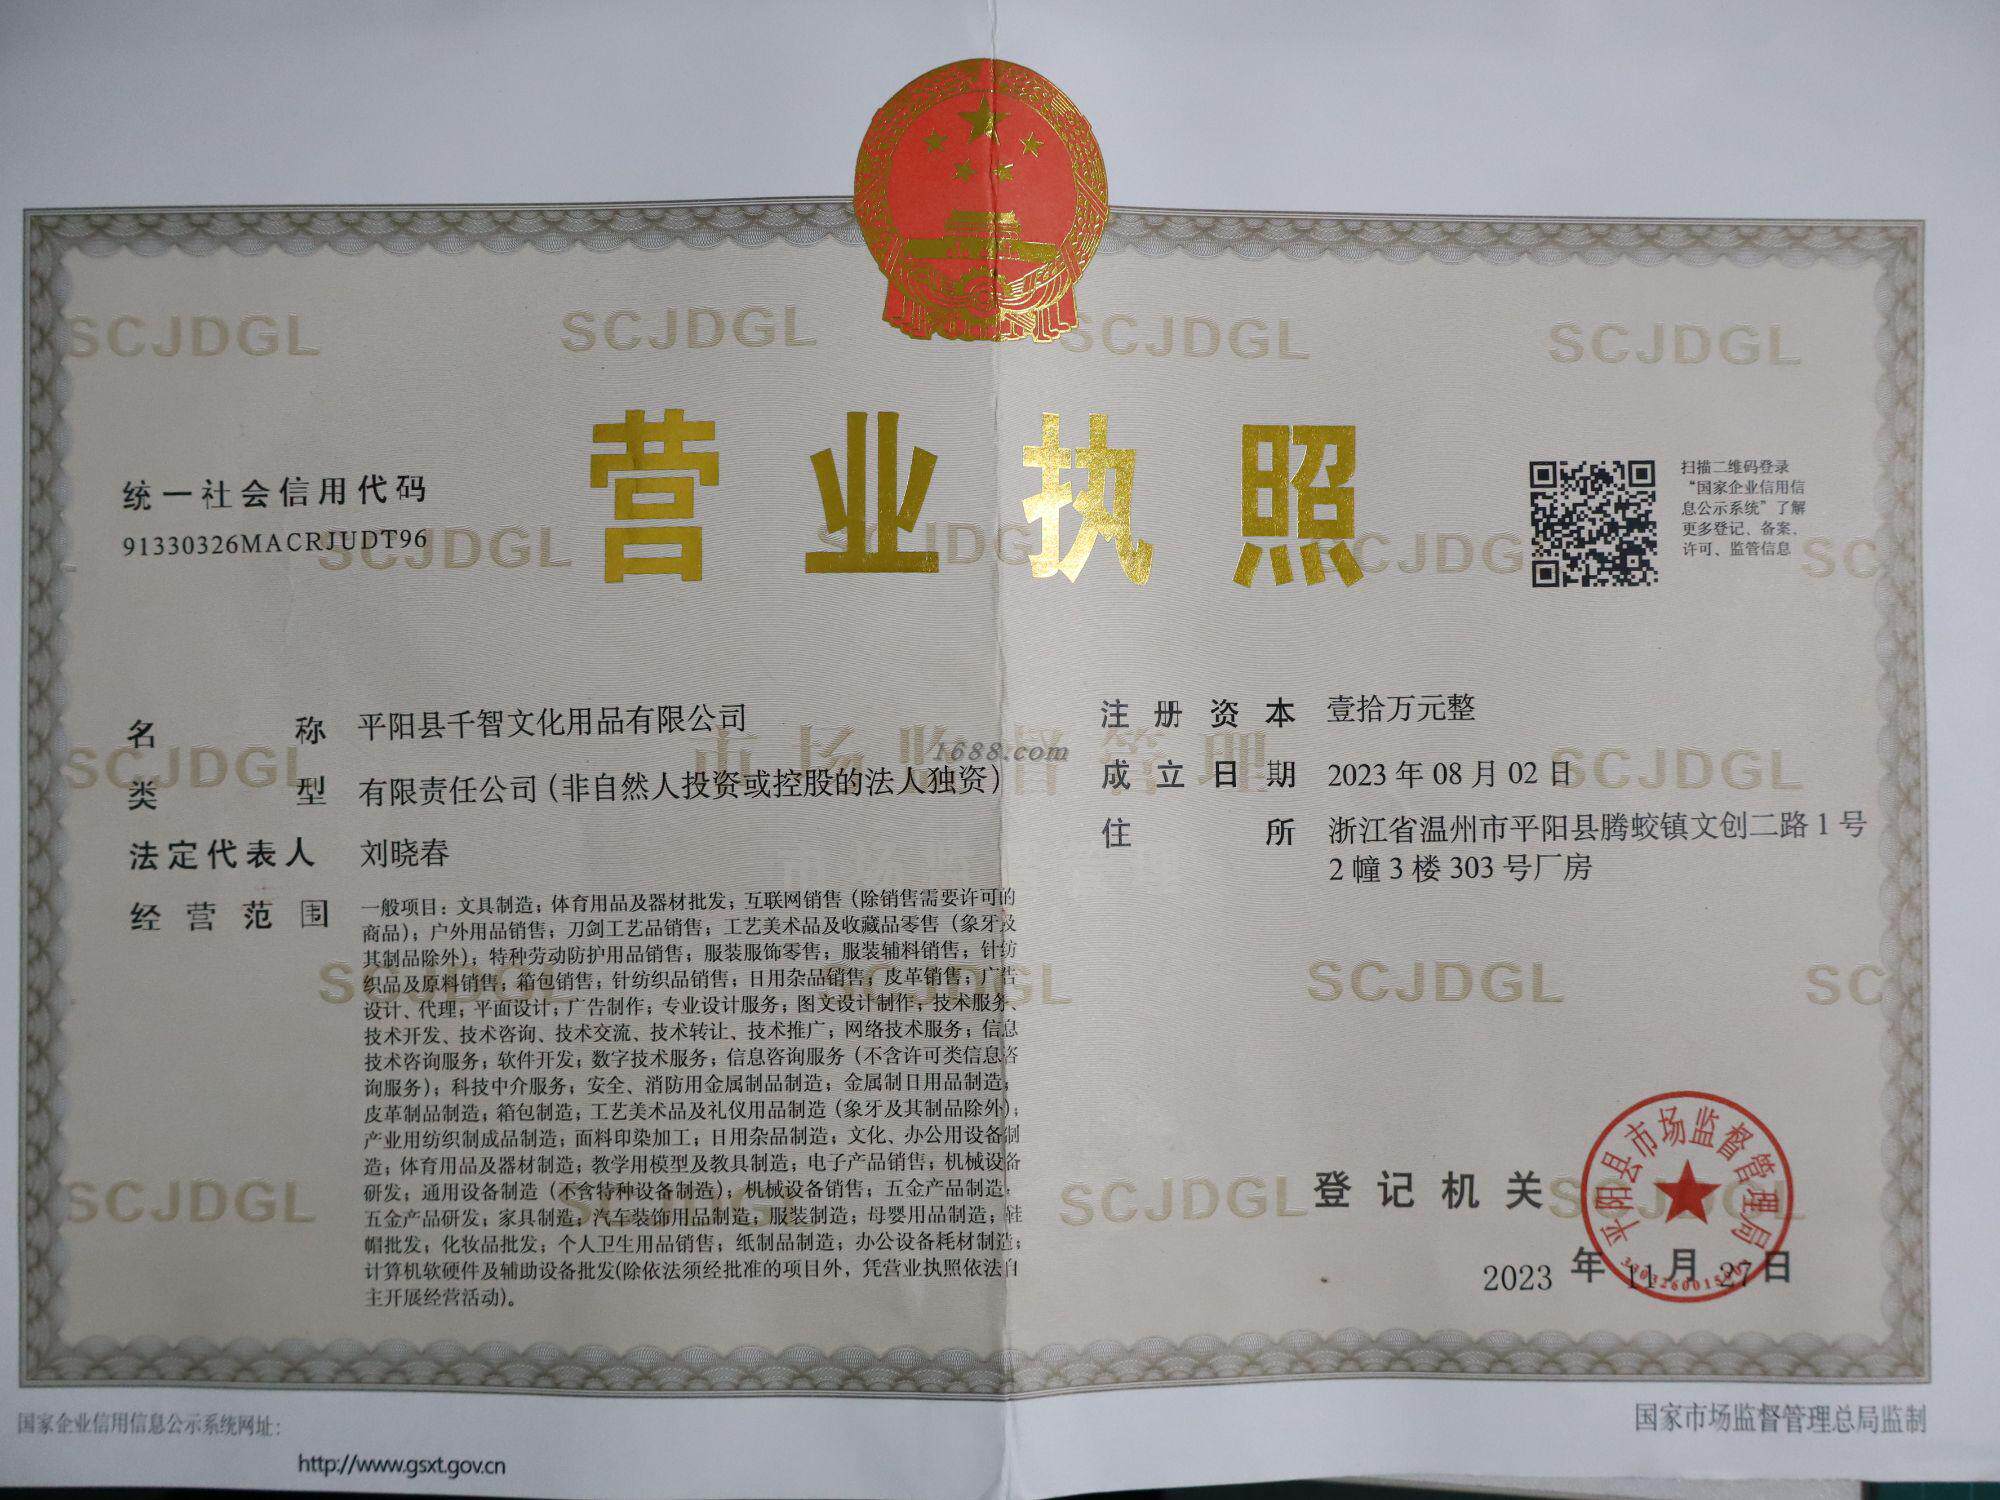 SCJDGL SCJDGL SCJDGL SCJDGL
营业执照
统一社会信用代码
91330326MACRJUDT96
扫描二维码登录
“国家企业信用信
息公示系统”了解
更多登记、备案、
许可、监管信息
SCJDGL
名称 平阳县千智文化用品有限公司
类型 有限责任公司（非自然人投资或控股的法人独资）
法定代表人 刘晓春
经营范围 一般项目：文具制造；体育用品及器材批发；互联网销售（除销售需要许可的
商品）；户外用品销售；刀剑工艺品销售；工艺美术品及收藏品零售（象牙及
其制品除外）；特种劳动防护用品销售；服装服饰零售；服装辅料销售；针纺
织品及原料销售；箱包销售；针纺织品销售；日用杂品销售；皮革销售；广告
设计、代理；平面设计；广告制作；专业设计服务；图文设计制作；技术服务、
技术开发、技术咨询、技术交流、技术转让、技术推广；网络技术服务；信息
技术咨询服务；软件开发；数字技术服务；信息咨询服务（不含许可类信息咨
询服务）；科技中介服务；安全、消防用金属制品制造；金属制日用品制造；
皮革制品制造；箱包制造；工艺美术品及礼仪用品制造（象牙及其制品除外）；
产业用纺织制成品制造；面料印染加工；日用杂品制造；文化、办公用设备制
造；体育用品及器材制造；教学用模型及教具制造；电子产品销售；机械设备
研发；通用设备制造（不含特种设备制造）；机械设备销售；五金产品制造；
五金产品研发；家具制造；汽车装饰用品制造；服装制造；母婴用品制造；鞋
帽批发；化妆品批发；个人卫生用品销售；纸制品制造；办公设备耗材制造；
计算机软硬件及辅助设备批发(除依法须经批准的项目外，凭营业执照依法自
主开展经营活动)。
1688.com
市场监督管理
注册资本 壹拾万元整
成立日期 2023年08月02日
住所 浙江省温州市平阳县腾蛟镇文创二路1号
2幢3楼303号厂房
SCJDGL
登记机关
平阳县市场监督管理局
2023年11月27日
国家企业信用信息公示系统网址：
http://www.gsxt.gov.cn
国家市场监督管理总局监制